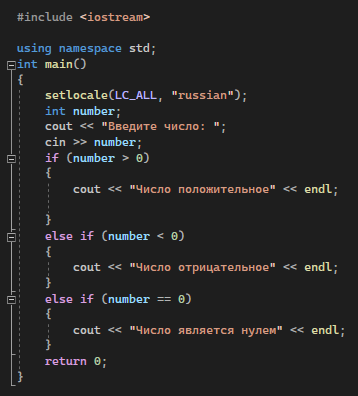 #include <iostream>
using namespace std;
int main()
{
setlocale(LC_ALL, "russian");
int number;
cout << "Введите число: ";
cin >> number;
if (number > 0)
{
cout << "Число положительное" << endl;
}
else if (number < 0)
{
cout << "Число отрицательное" << endl;
}
else if (number == 0)
{
cout << "Число является нулем" << endl;
}
return 0;
}